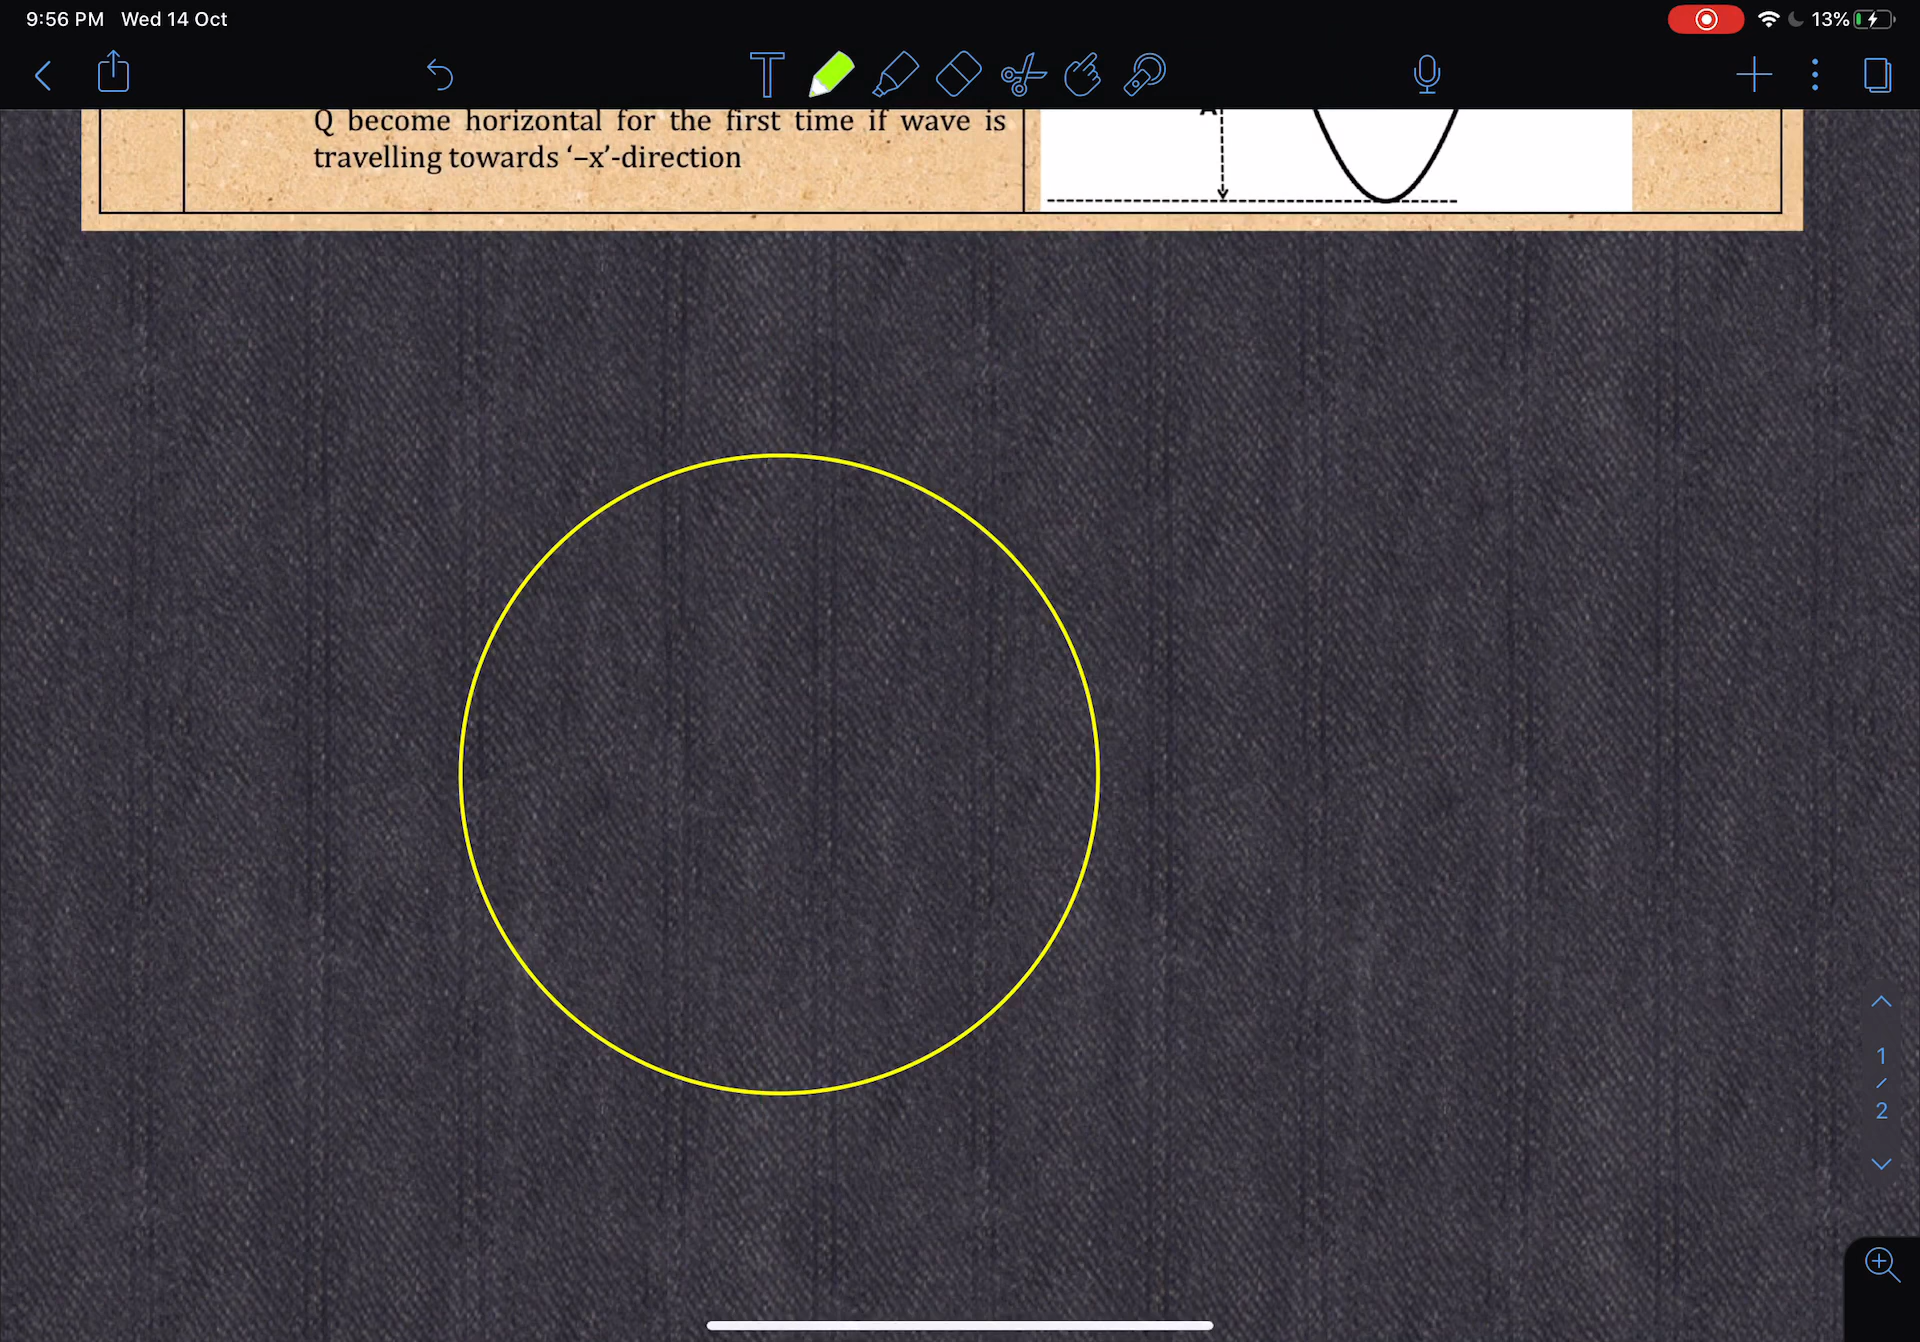 9:56 PM Wed 14 Oct
13%
T
Q become horizontal for the first time if wave is
travelling towards ‘–x’-direction
A
1
/
2